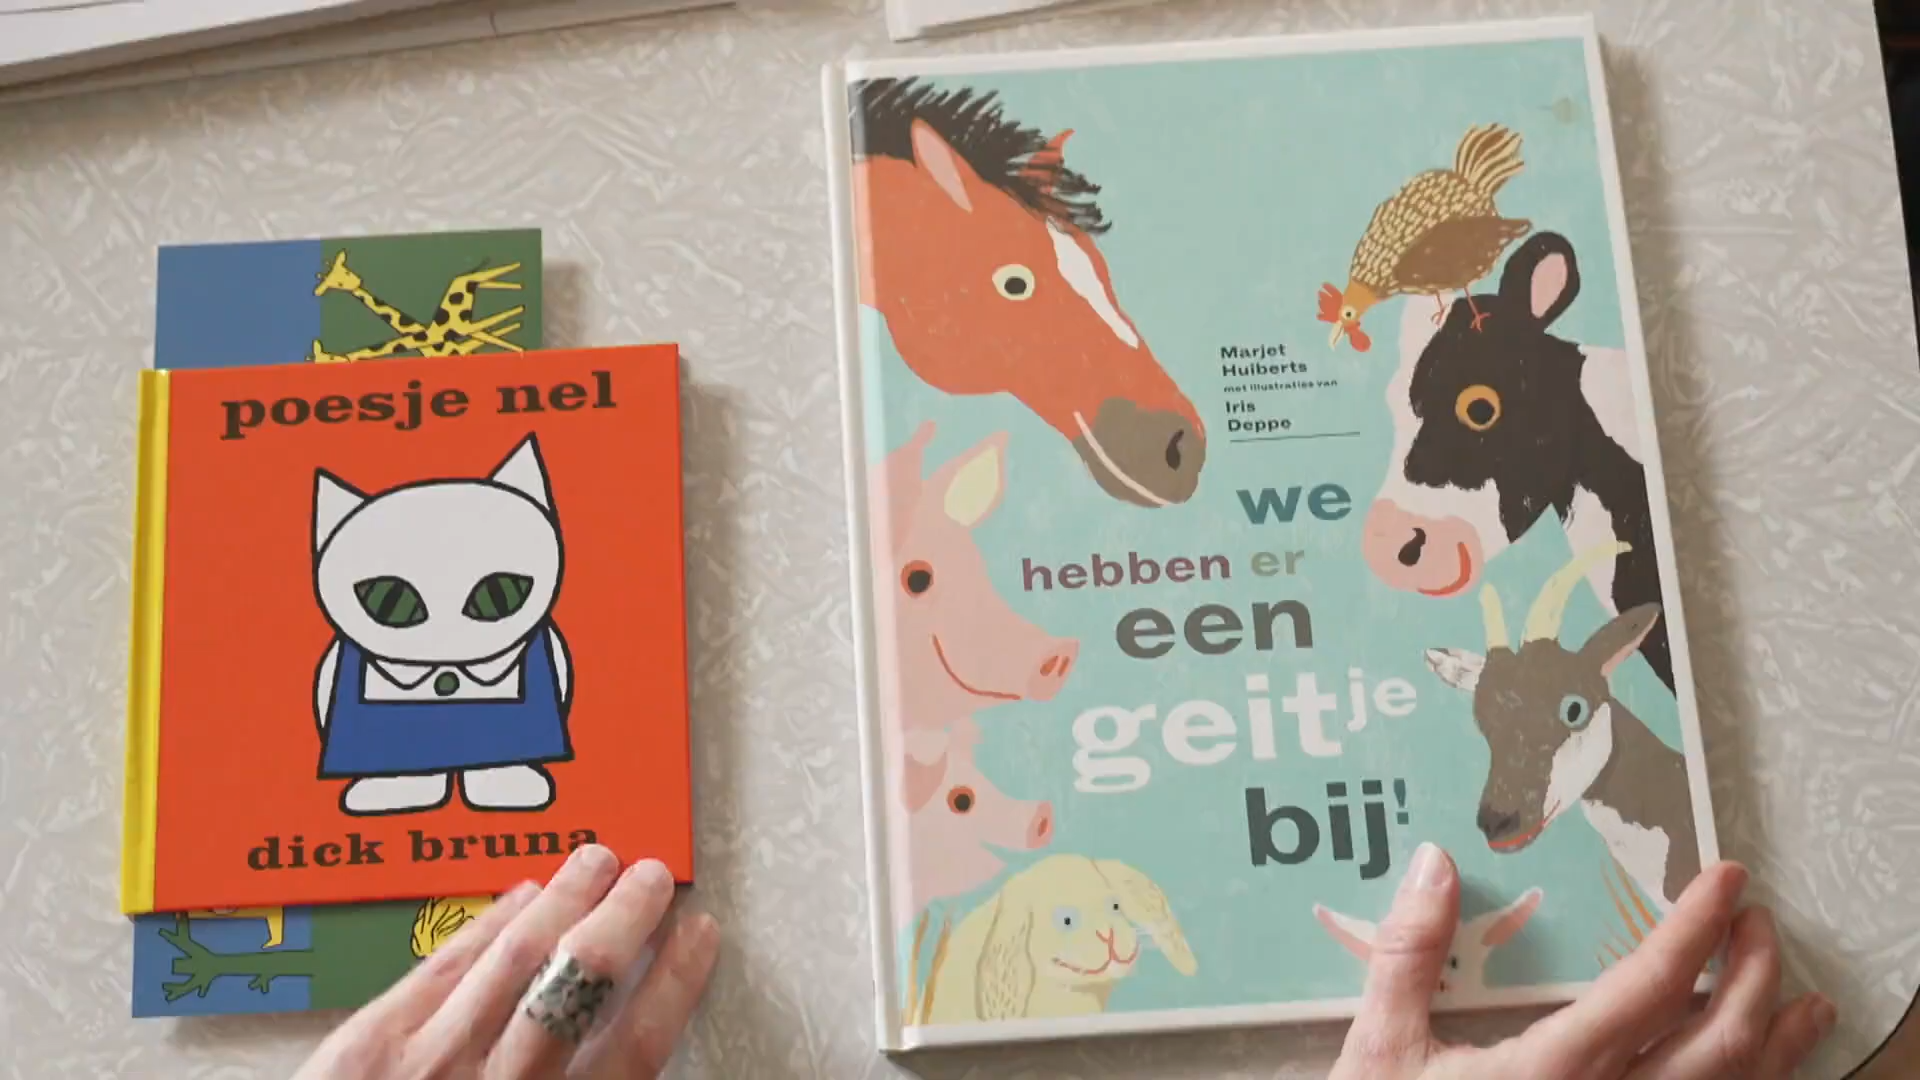 poesje nel
dick bruna
Marjet
Huiberts
met illustraties van
Iris
Deppe
we
hebben er
een
geitje
bij!